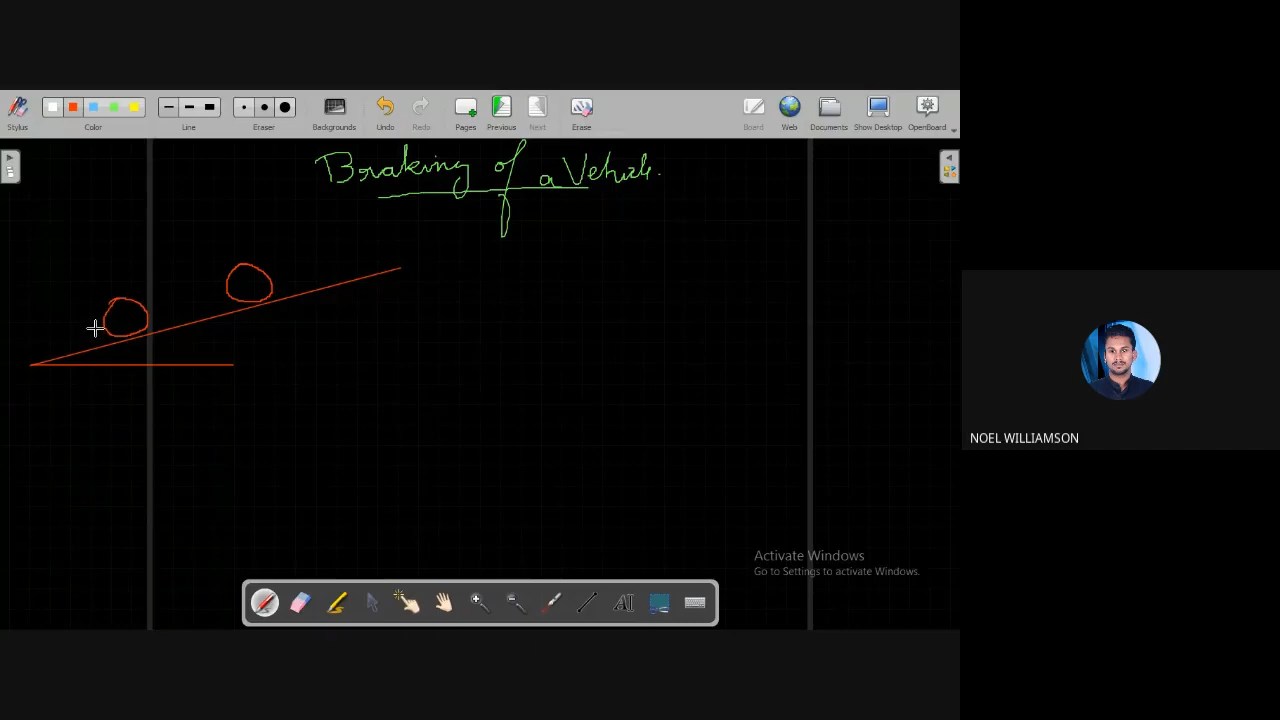 Stylus Color Line Eraser Backgrounds Undo Redo Pages Previous Next Erase Board Web Documents Show Desktop OpenBoard
Braking of a Vehicle.
NOEL WILLIAMSON
Activate Windows
Go to Settings to activate Windows.
AI